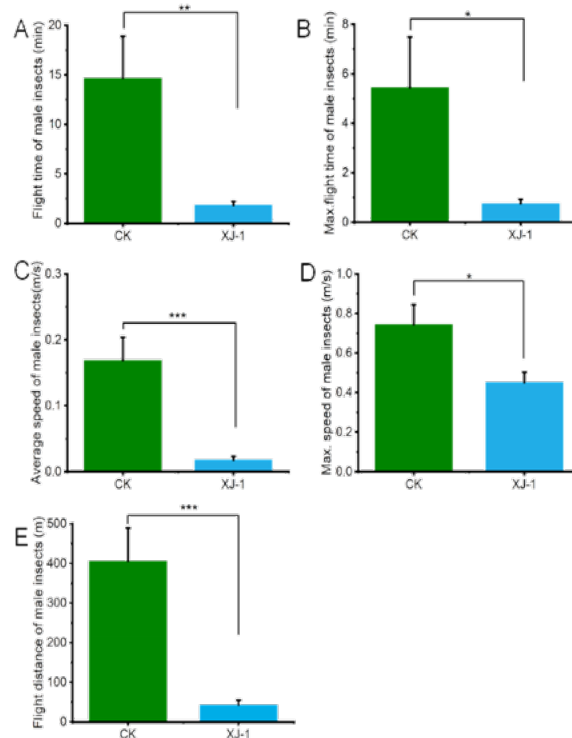 A
Flight time of male insects (min)
20
15
10
5
0
**
CK
XJ-1
B
Max.flight time of male insects (min)
8
6
4
2
0
*
CK
XJ-1
C
Average speed of male insects(m/s)
0.3
0.2
0.1
0.0
***
CK
XJ-1
D
Max. speed of male insects (m/s)
1.0
0.8
0.6
0.4
0.2
0.0
*
CK
XJ-1
E
Flight distance of male insects (m)
500
400
300
200
100
0
***
CK
XJ-1